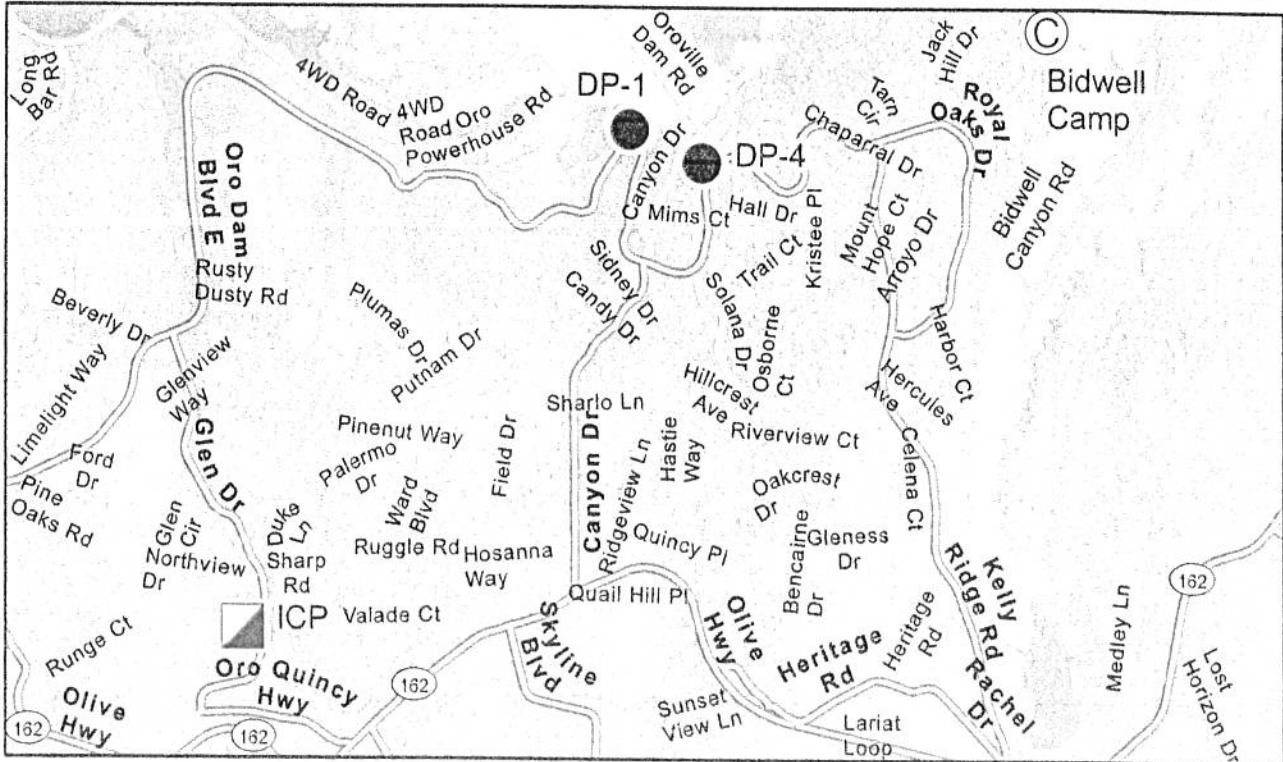 Long
Bar Rd
4WD Road
4WD
Road Oro
Powerhouse Rd
Oroville
Dam Rd
DP-1
Canyon Dr
DP-4
Tarn
Cir
Chaparral Dr
Jack
Hill Dr
Royal
Oaks Dr
C
Bidwell
Camp
Bidwell
Canyon Rd
Oro Dam
Blvd E
Rusty
Dusty Rd
Mims Ct
Hall Dr
Kristee Pl
Trail Ct
Mount
Hope Ct
Arroyo Dr
Beverly Dr
Limelight Way
Glenview
Way
Plumas Dr
Putnam Dr
Sidney Dr
Candy Dr
Solana Dr
Osborne
Ct
Harbor Ct
Hercules
Ave
Sharlo Ln
Hillcrest
Ave
Riverview Ct
Ford
Dr
Pine
Oaks Rd
Glen Dr
Pinenut Way
Palermo
Dr
Field Dr
Canyon Dr
Ridgeview Ln
Hastie
Way
Oakcrest
Dr
Celena Ct
Glen
Cir
Northview
Dr
Duke
Ln
Sharp
Rd
Ward
Blvd
Ruggle Rd
Hosanna
Way
Quincy Pl
Bencairne
Dr
Gleness
Dr
Kelly
Ridge Rd
162
ICP
Valade Ct
Quail Hill Pl
Skyline
Blvd
Olive
Hwy
Heritage
Rd
Heritage
Rd
Rachel
Dr
Medley Ln
Lost
Horizon Dr
Runge Ct
Oro Quincy
Hwy
162
Sunset
View Ln
Lariat
Loop
Olive
Hwy
162
162